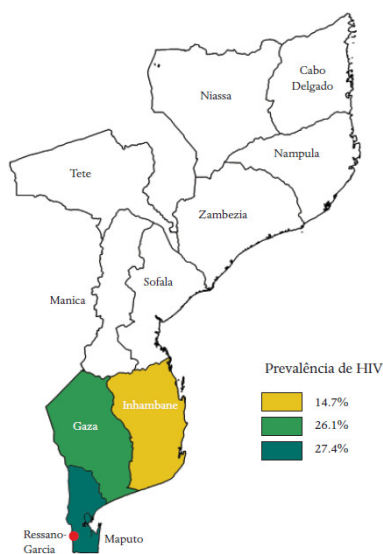 Cabo
Delgado
Niassa
Nampula
Tete
Zambezia
Sofala
Manica
Prevalência de HIV
Inhambane
14.7%
Gaza
26.1%
27.4%
Ressano-
Garcia
Maputo